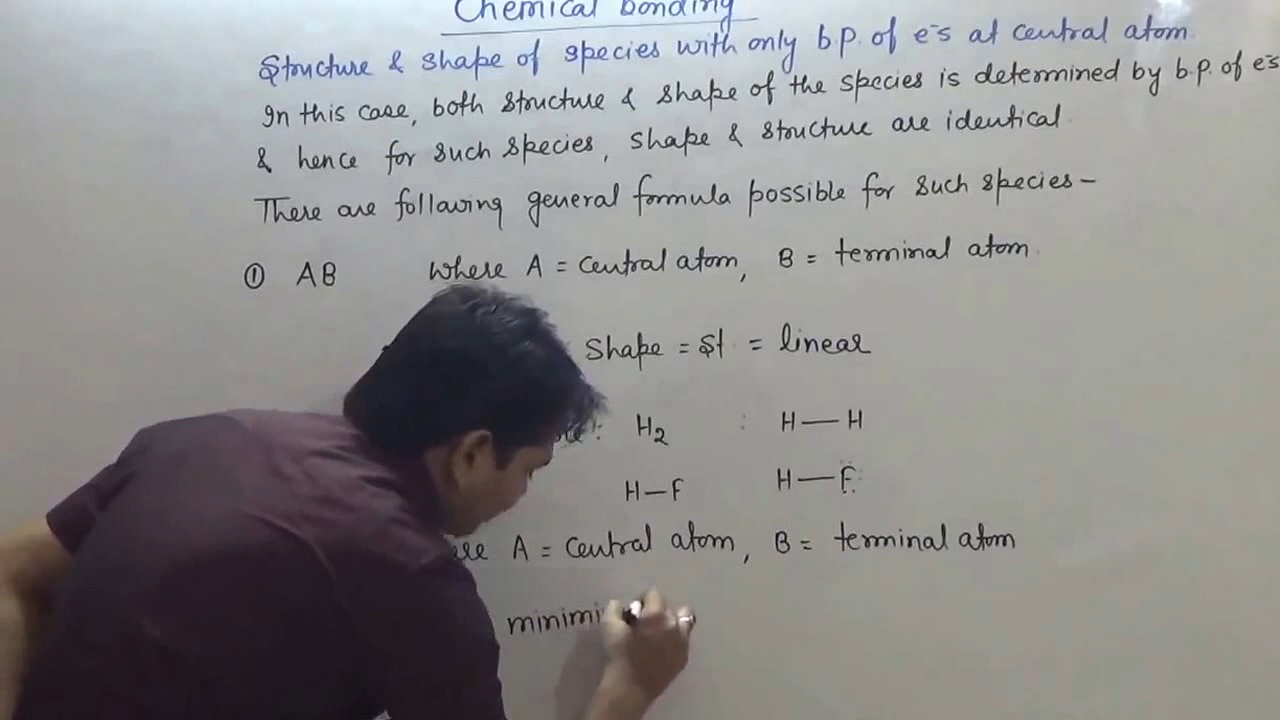 Chemical bonding
Structure & shape of species with only b.p. of e⁻s at central atom.
In this case, both structure & shape of the species is determined by b.p. of e⁻s
& hence for such species, shape & structure are identical.
There are following general formula possible for such species-
① AB where A = central atom, B = terminal atom.
Shape = St = linear
H₂ : H—H
H—F H—F
A = central atom, B = terminal atom